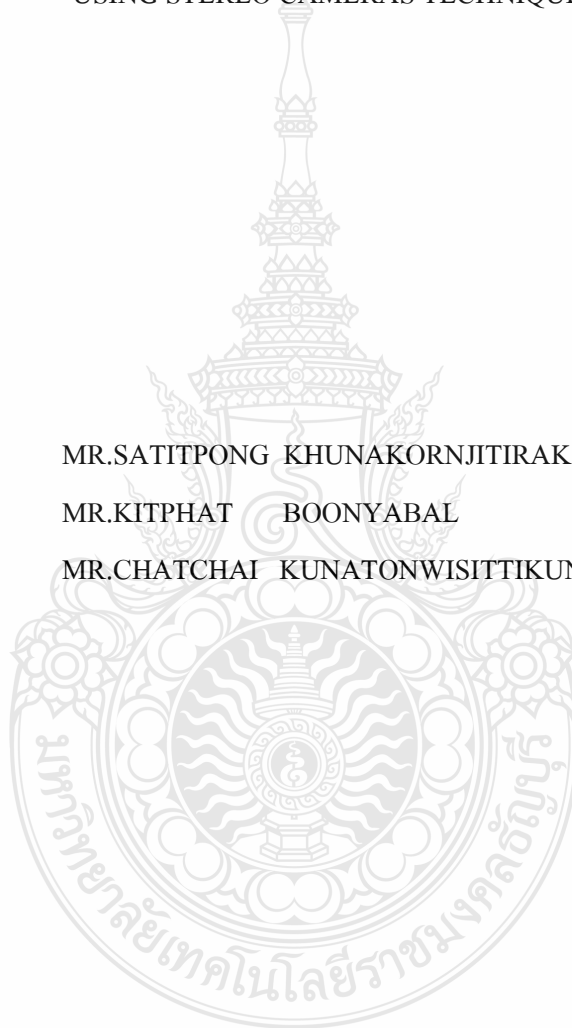 USING STEREO CAMERAS TECHNIQUE
MR.SATITPONG KHUNAKORNJITIRAK
MR.KITPHAT BOONYABAL
MR.CHATCHAI KUNATONWISITTIKUN
มหาวิทยาลัยเทคโนโลยีราชมงคลธัญบุรี